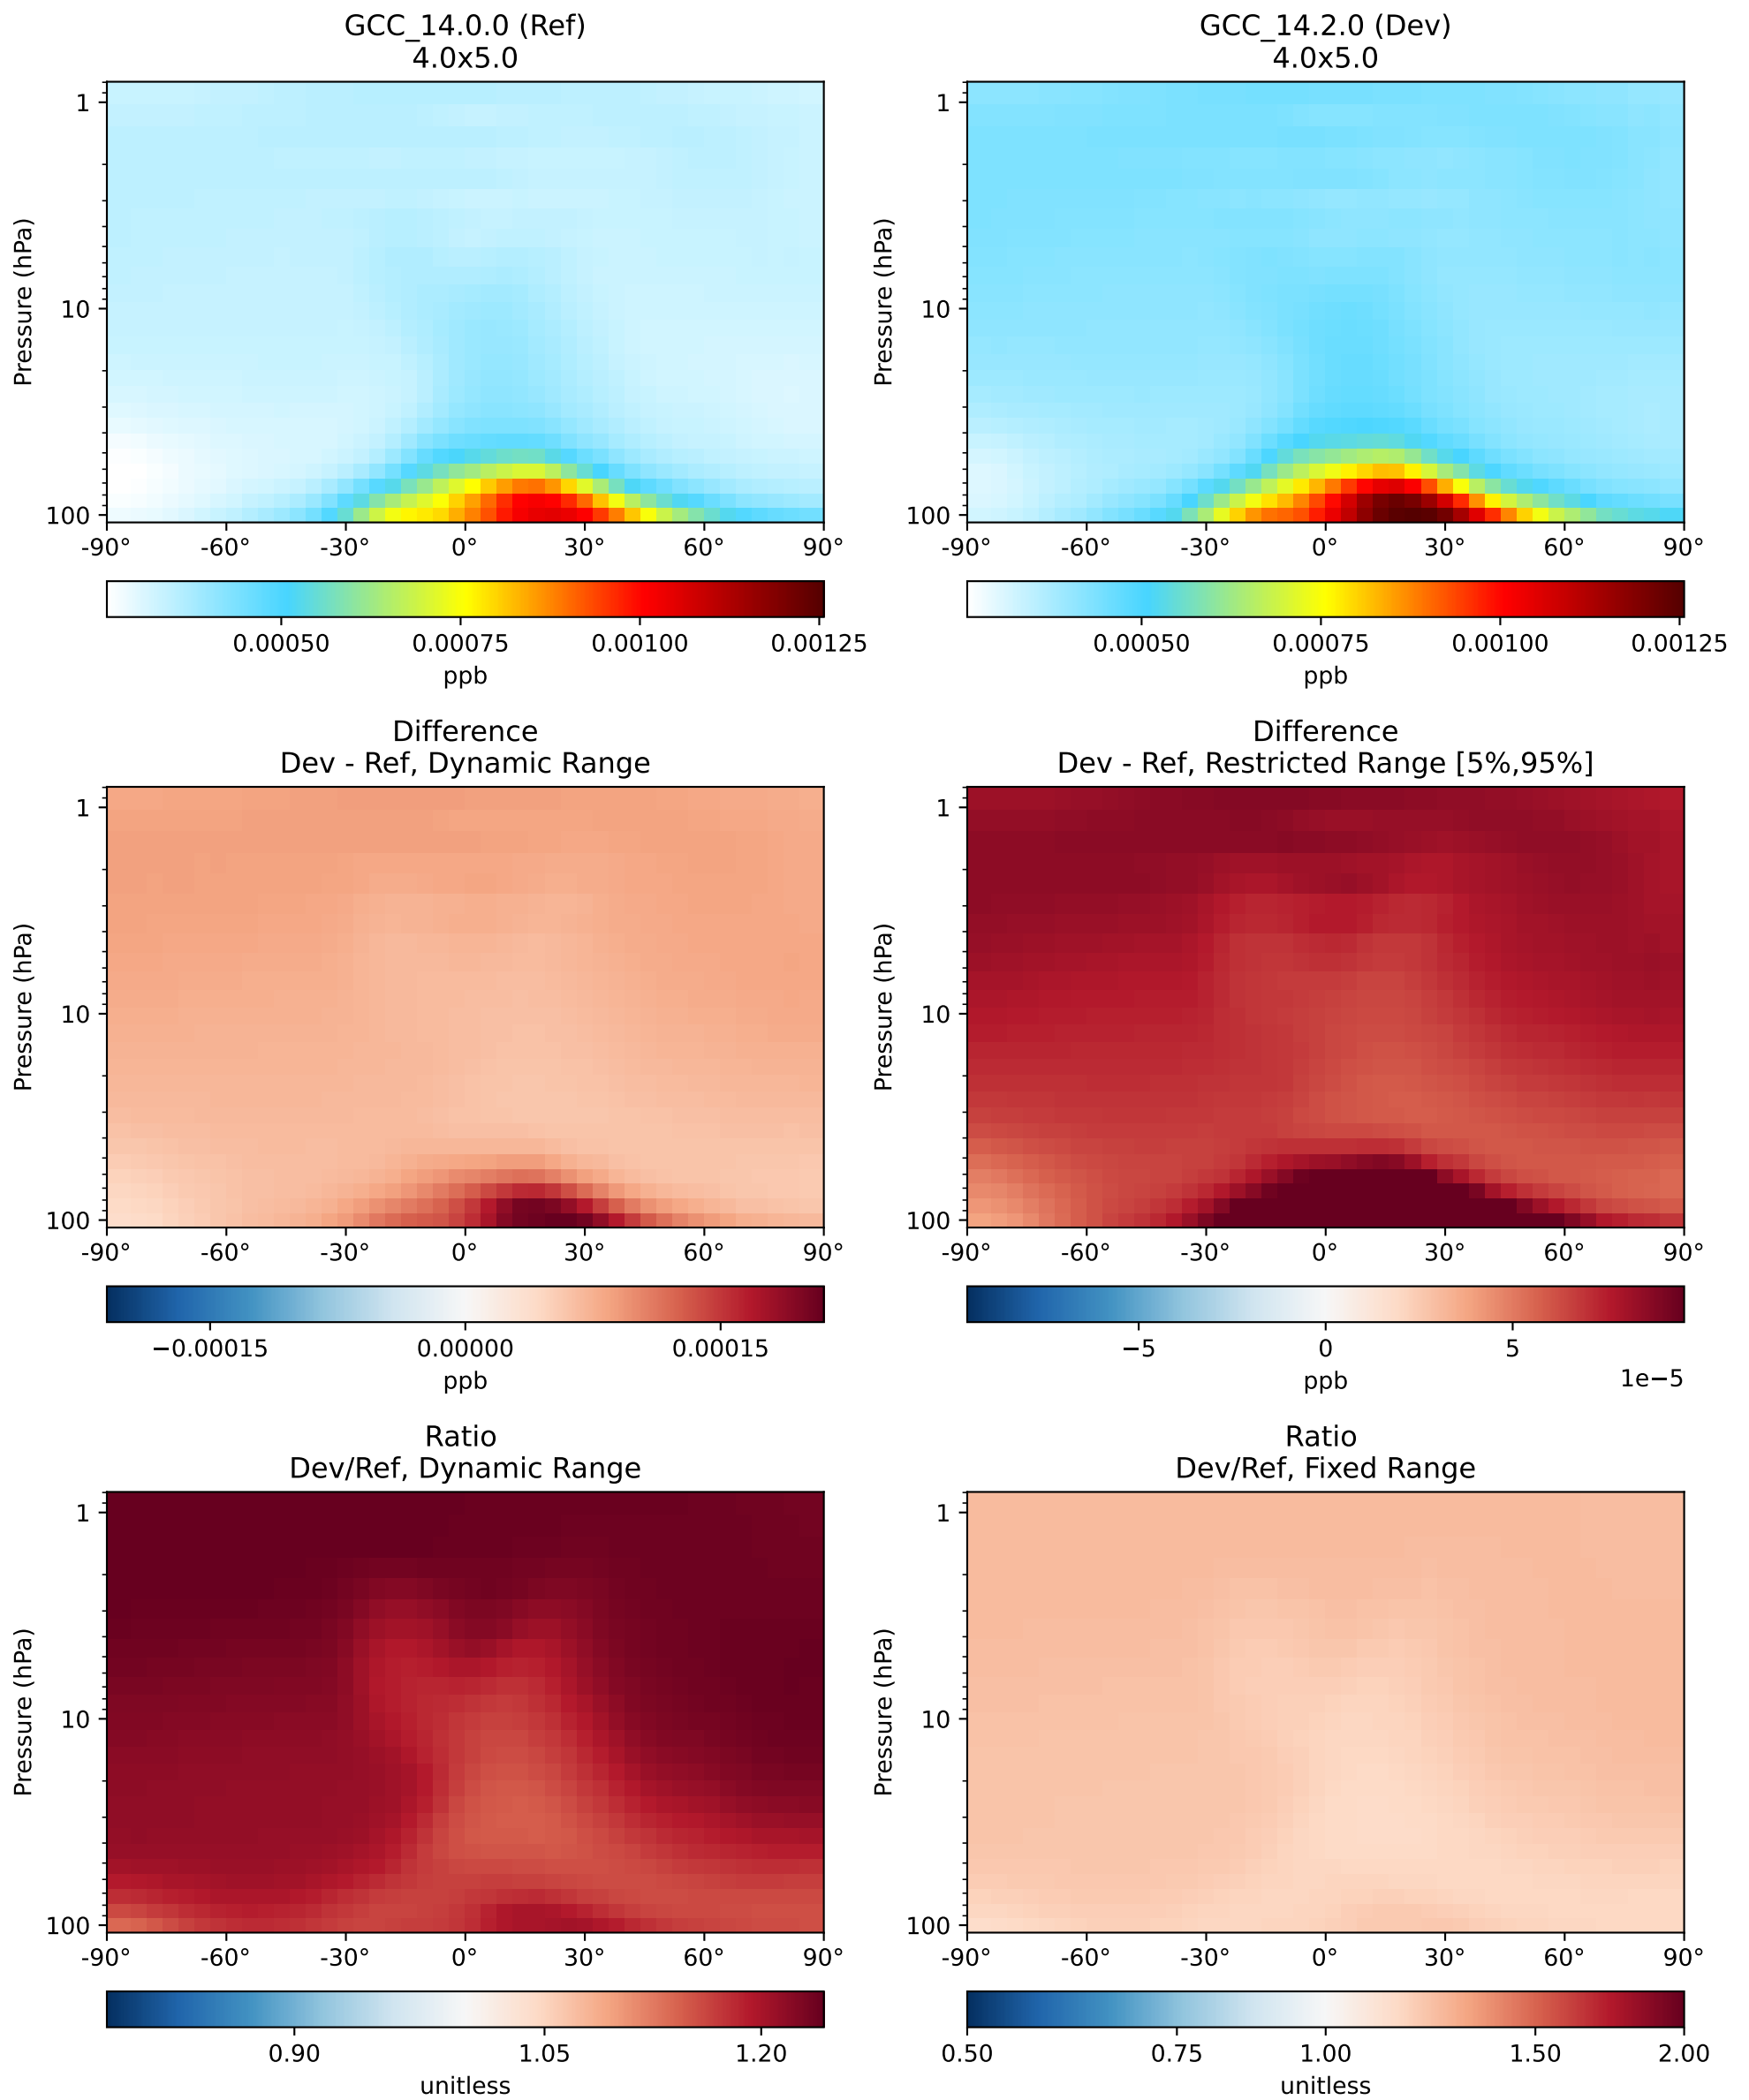 GCC_14.0.0 (Ref)
4.0x5.0
GCC_14.2.0 (Dev)
4.0x5.0
Pressure (hPa)
1
10
100
-90° -60° -30° 0° 30° 60° 90°
0.00050 0.00075 0.00100 0.00125
ppb
Pressure (hPa)
1
10
100
-90° -60° -30° 0° 30° 60° 90°
0.00050 0.00075 0.00100 0.00125
ppb
Difference
Dev - Ref, Dynamic Range
Pressure (hPa)
1
10
100
-90° -60° -30° 0° 30° 60° 90°
−0.00015 0.00000 0.00015
ppb
Difference
Dev - Ref, Restricted Range [5%,95%]
Pressure (hPa)
1
10
100
-90° -60° -30° 0° 30° 60° 90°
−5 0 5
ppb
1e−5
Ratio
Dev/Ref, Dynamic Range
Pressure (hPa)
1
10
100
-90° -60° -30° 0° 30° 60° 90°
0.90 1.05 1.20
unitless
Ratio
Dev/Ref, Fixed Range
Pressure (hPa)
1
10
100
-90° -60° -30° 0° 30° 60° 90°
0.50 0.75 1.00 1.50 2.00
unitless